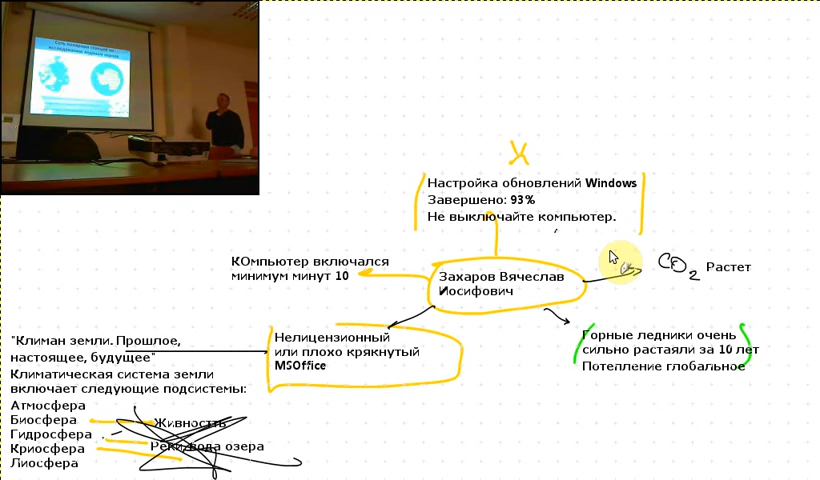 Настройка обновлений Windows
Завершено: 93%
Не выключайте компьютер.
КОмпьютер включался
минимум минут 10
Захаров Вячеслав
Иосифович
CO2 Растет
Нелицензионный
или плохо крякнутый
MSOffice
Горные ледники очень
сильно растаяли за 10 лет
Потепление глобальное
"Климан земли. Прошлое,
настоящее, будущее"
Климатическая система земли
включает следующие подсистемы:
Атмосфера
Биосфера Живностть
Гидросфера
Реки, вода озера
Криосфера
Лиосфера